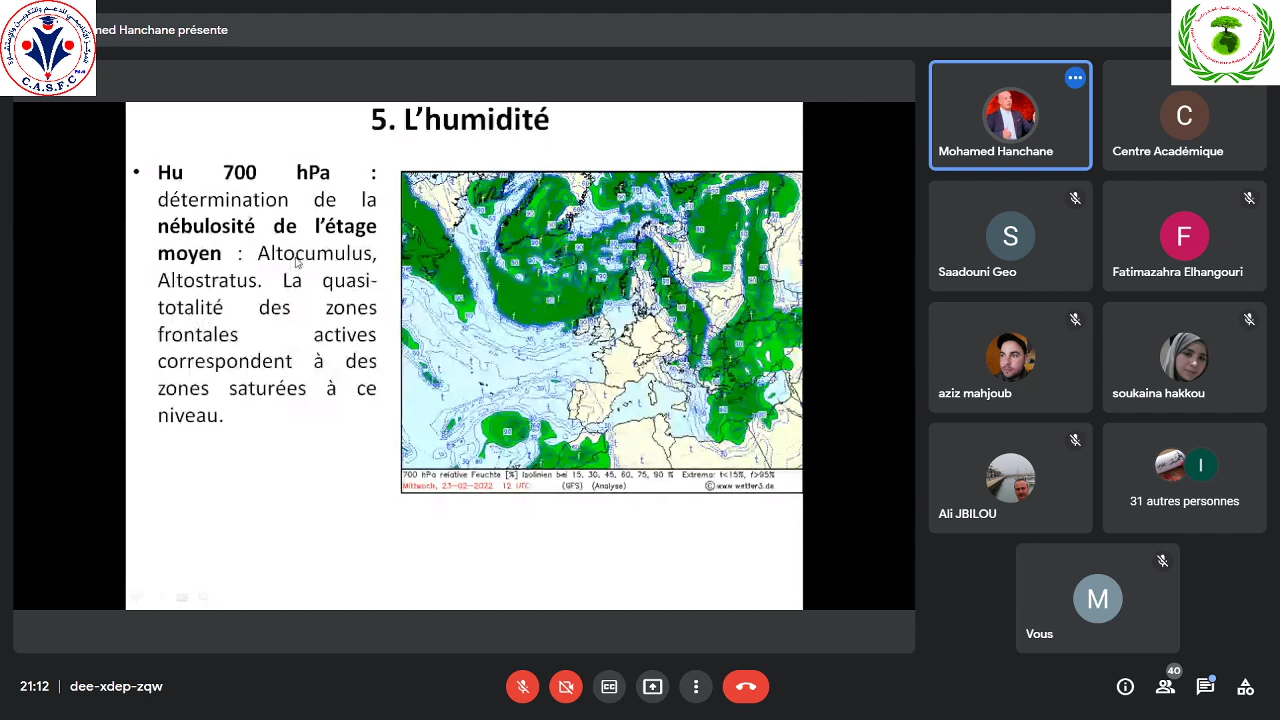 med Hanchane présente
C.A.S.F.C
5. L'humidité
• Hu 700 hPa :
détermination de la
nébulosité de l'étage
moyen : Altocumulus,
Altostratus. La quasi-
totalité des zones
frontales actives
correspondent à des
zones saturées à ce
niveau.
700 hPa relative Feuchte [%] Isolinien bei 15, 30, 45, 60, 75, 90 % Extrema: t<15%, f>95%
Mittwoch, 23-02-2022 12 UTC (GFS) (Analyse) ©www.wetter3.de
Mohamed Hanchane
C
Centre Académique
S
Saadouni Geo
F
Fatimazahra Elhangouri
aziz mahjoub
soukaina hakkou
Ali JBILOU
I
31 autres personnes
M
Vous
21:12 | dee-xdep-zqw
CC
40